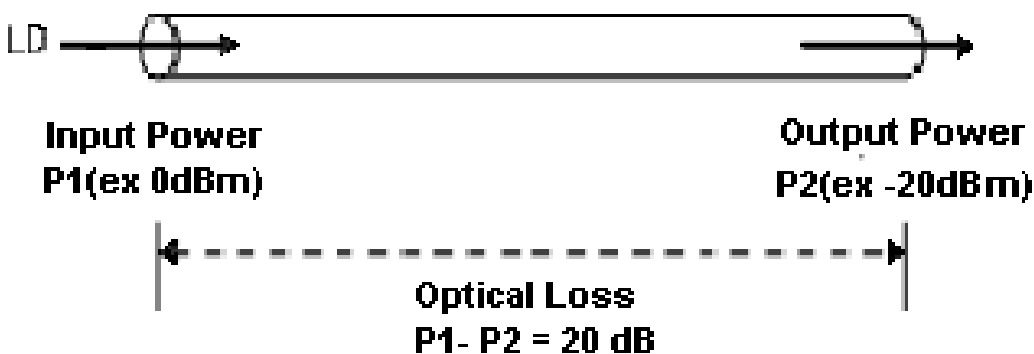 LD
Input Power
P1(ex 0dBm)
Output Power
P2(ex -20dBm)
Optical Loss
P1- P2 = 20 dB